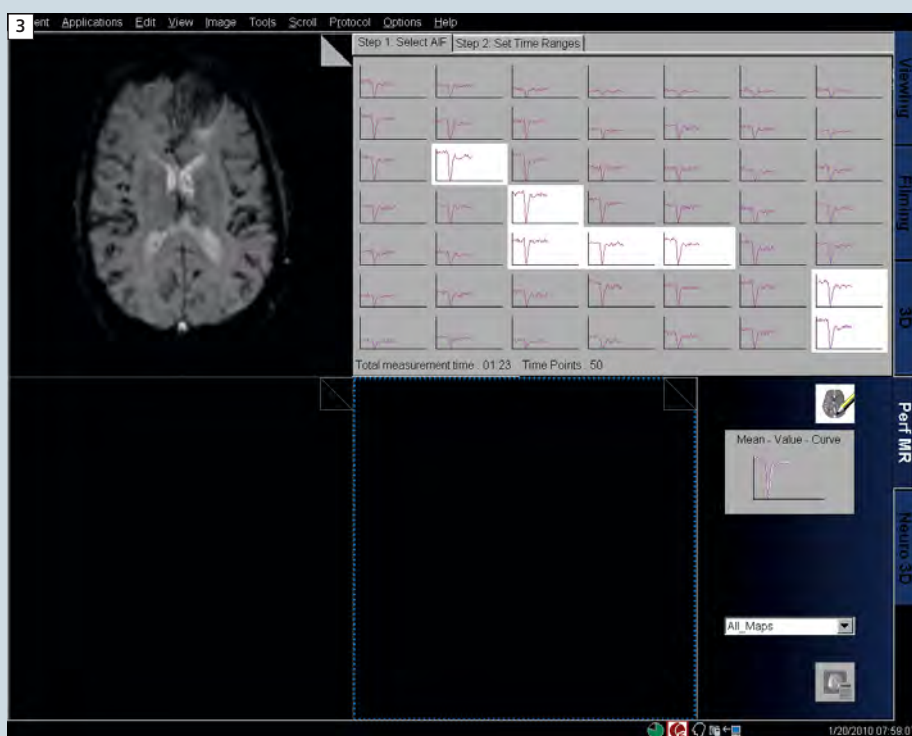 3
ent Applications Edit View Image Tools Scroll Protocol Options Help
Step 1: Select AIF Step 2: Set Time Ranges
Total measurement time : 01:23 Time Points : 50
Viewing
Filming
3D
Perf MR
Neuro 3D
Mean - Value - Curve
All_Maps
1/20/2010 07:59:0